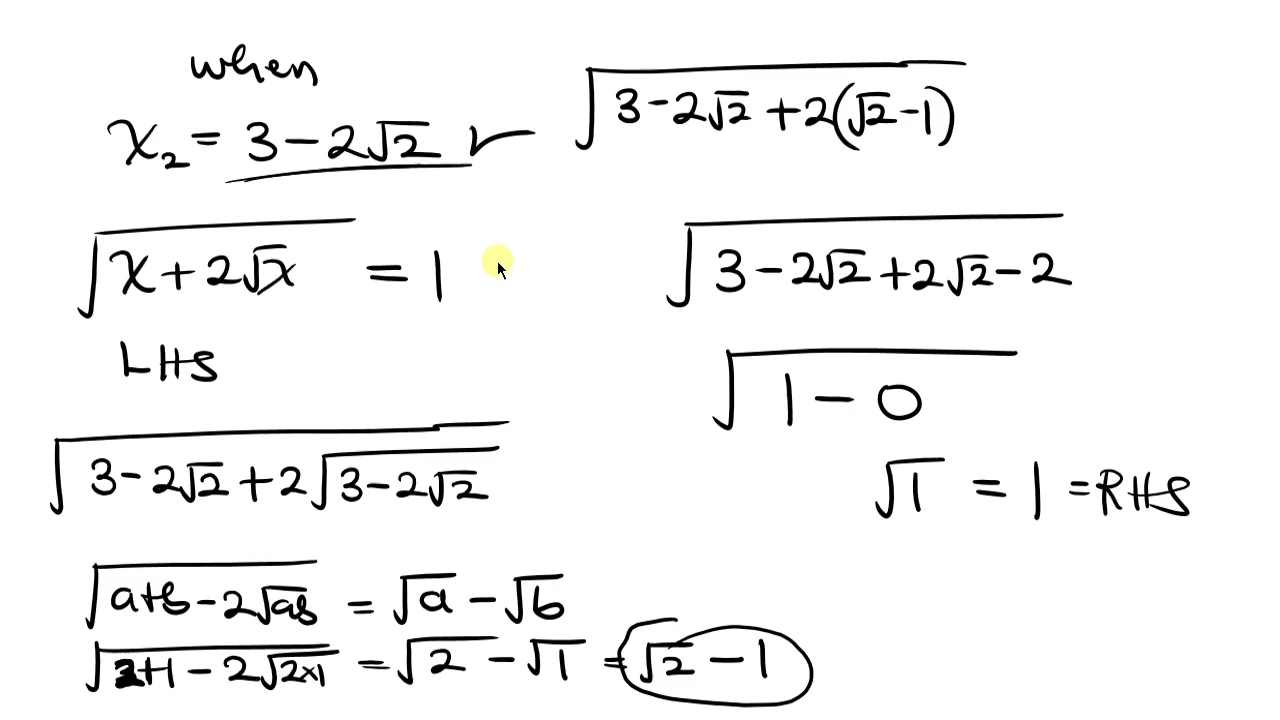 when
x₂ = 3 - 2√2 ✓
√(x + 2√x) = 1
LHS
√(3 - 2√2 + 2√(3 - 2√2))
√(a+b - 2√ab) = √a - √b
√(2+1 - 2√(2×1)) = √2 - √1 = √2 - 1
√(3 - 2√2 + 2(√2 - 1))
√(3 - 2√2 + 2√2 - 2)
√(1 - 0)
√1 = 1 = RHS